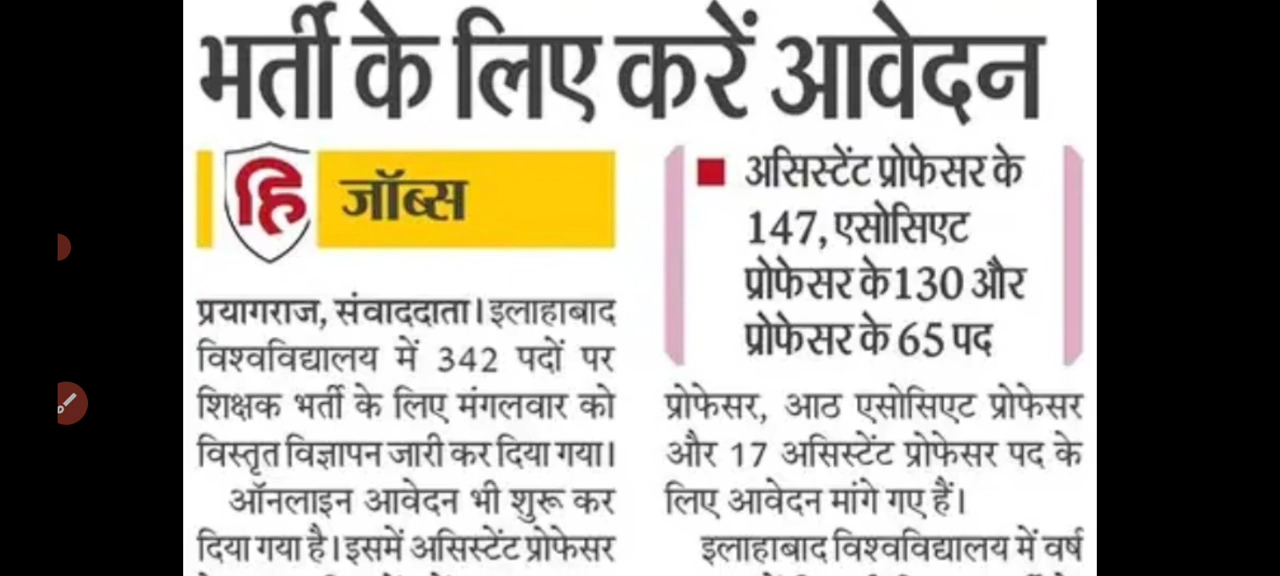 भर्ती के लिए करें आवेदन
हि जॉब्स
प्रयागराज, संवाददाता। इलाहाबाद
विश्वविद्यालय में 342 पदों पर
शिक्षक भर्ती के लिए मंगलवार को
विस्तृत विज्ञापन जारी कर दिया गया।
ऑनलाइन आवेदन भी शुरू कर
दिया गया है। इसमें असिस्टेंट प्रोफेसर
असिस्टेंट प्रोफेसर के
147, एसोसिएट
प्रोफेसर के 130 और
प्रोफेसर के 65 पद
प्रोफेसर, आठ एसोसिएट प्रोफेसर
और 17 असिस्टेंट प्रोफेसर पद के
लिए आवेदन मांगे गए हैं।
इलाहाबाद विश्वविद्यालय में वर्ष